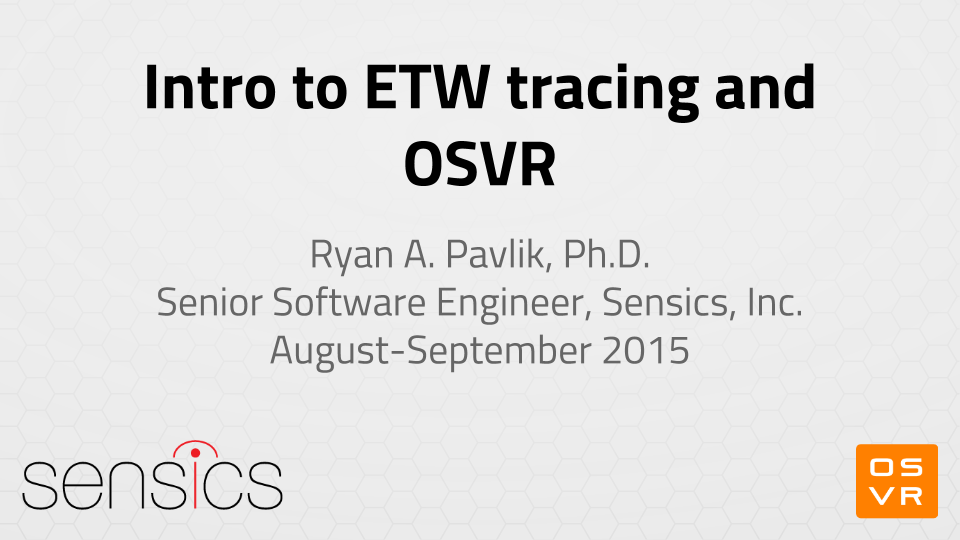 Intro to ETW tracing and
OSVR
Ryan A. Pavlik, Ph.D.
Senior Software Engineer, Sensics, Inc.
August-September 2015
sensics
OS
VR